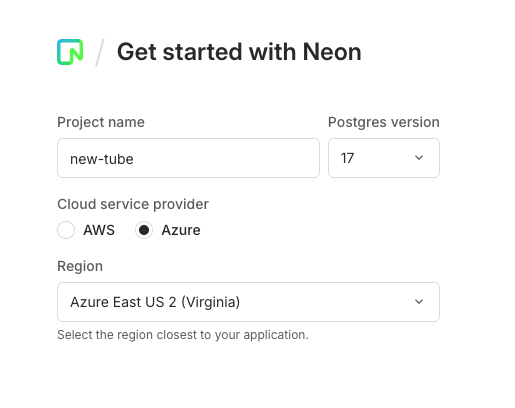 Get started with Neon
Project name
Postgres version
new-tube
17
Cloud service provider
AWS
Azure
Region
Azure East US 2 (Virginia)
Select the region closest to your application.